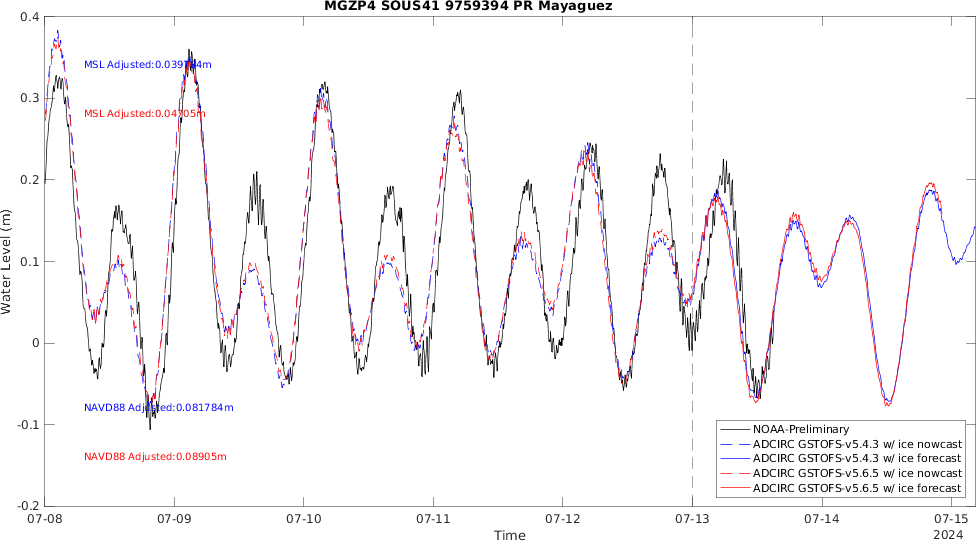 MGZP4 SOUS41 9759394 PR Mayaguez
0.4
0.3
0.2
0.1
0
-0.1
-0.2
Water Level (m)
MSL Adjusted:0.039784m
MSL Adjusted:0.04705m
NAVD88 Adjusted:0.081784m
NAVD88 Adjusted:0.08905m
NOAA-Preliminary
ADCIRC GSTOFS-v5.4.3 w/ ice nowcast
ADCIRC GSTOFS-v5.4.3 w/ ice forecast
ADCIRC GSTOFS-v5.6.5 w/ ice nowcast
ADCIRC GSTOFS-v5.6.5 w/ ice forecast
07-08 07-09 07-10 07-11 07-12 07-13 07-14 07-15
Time
2024